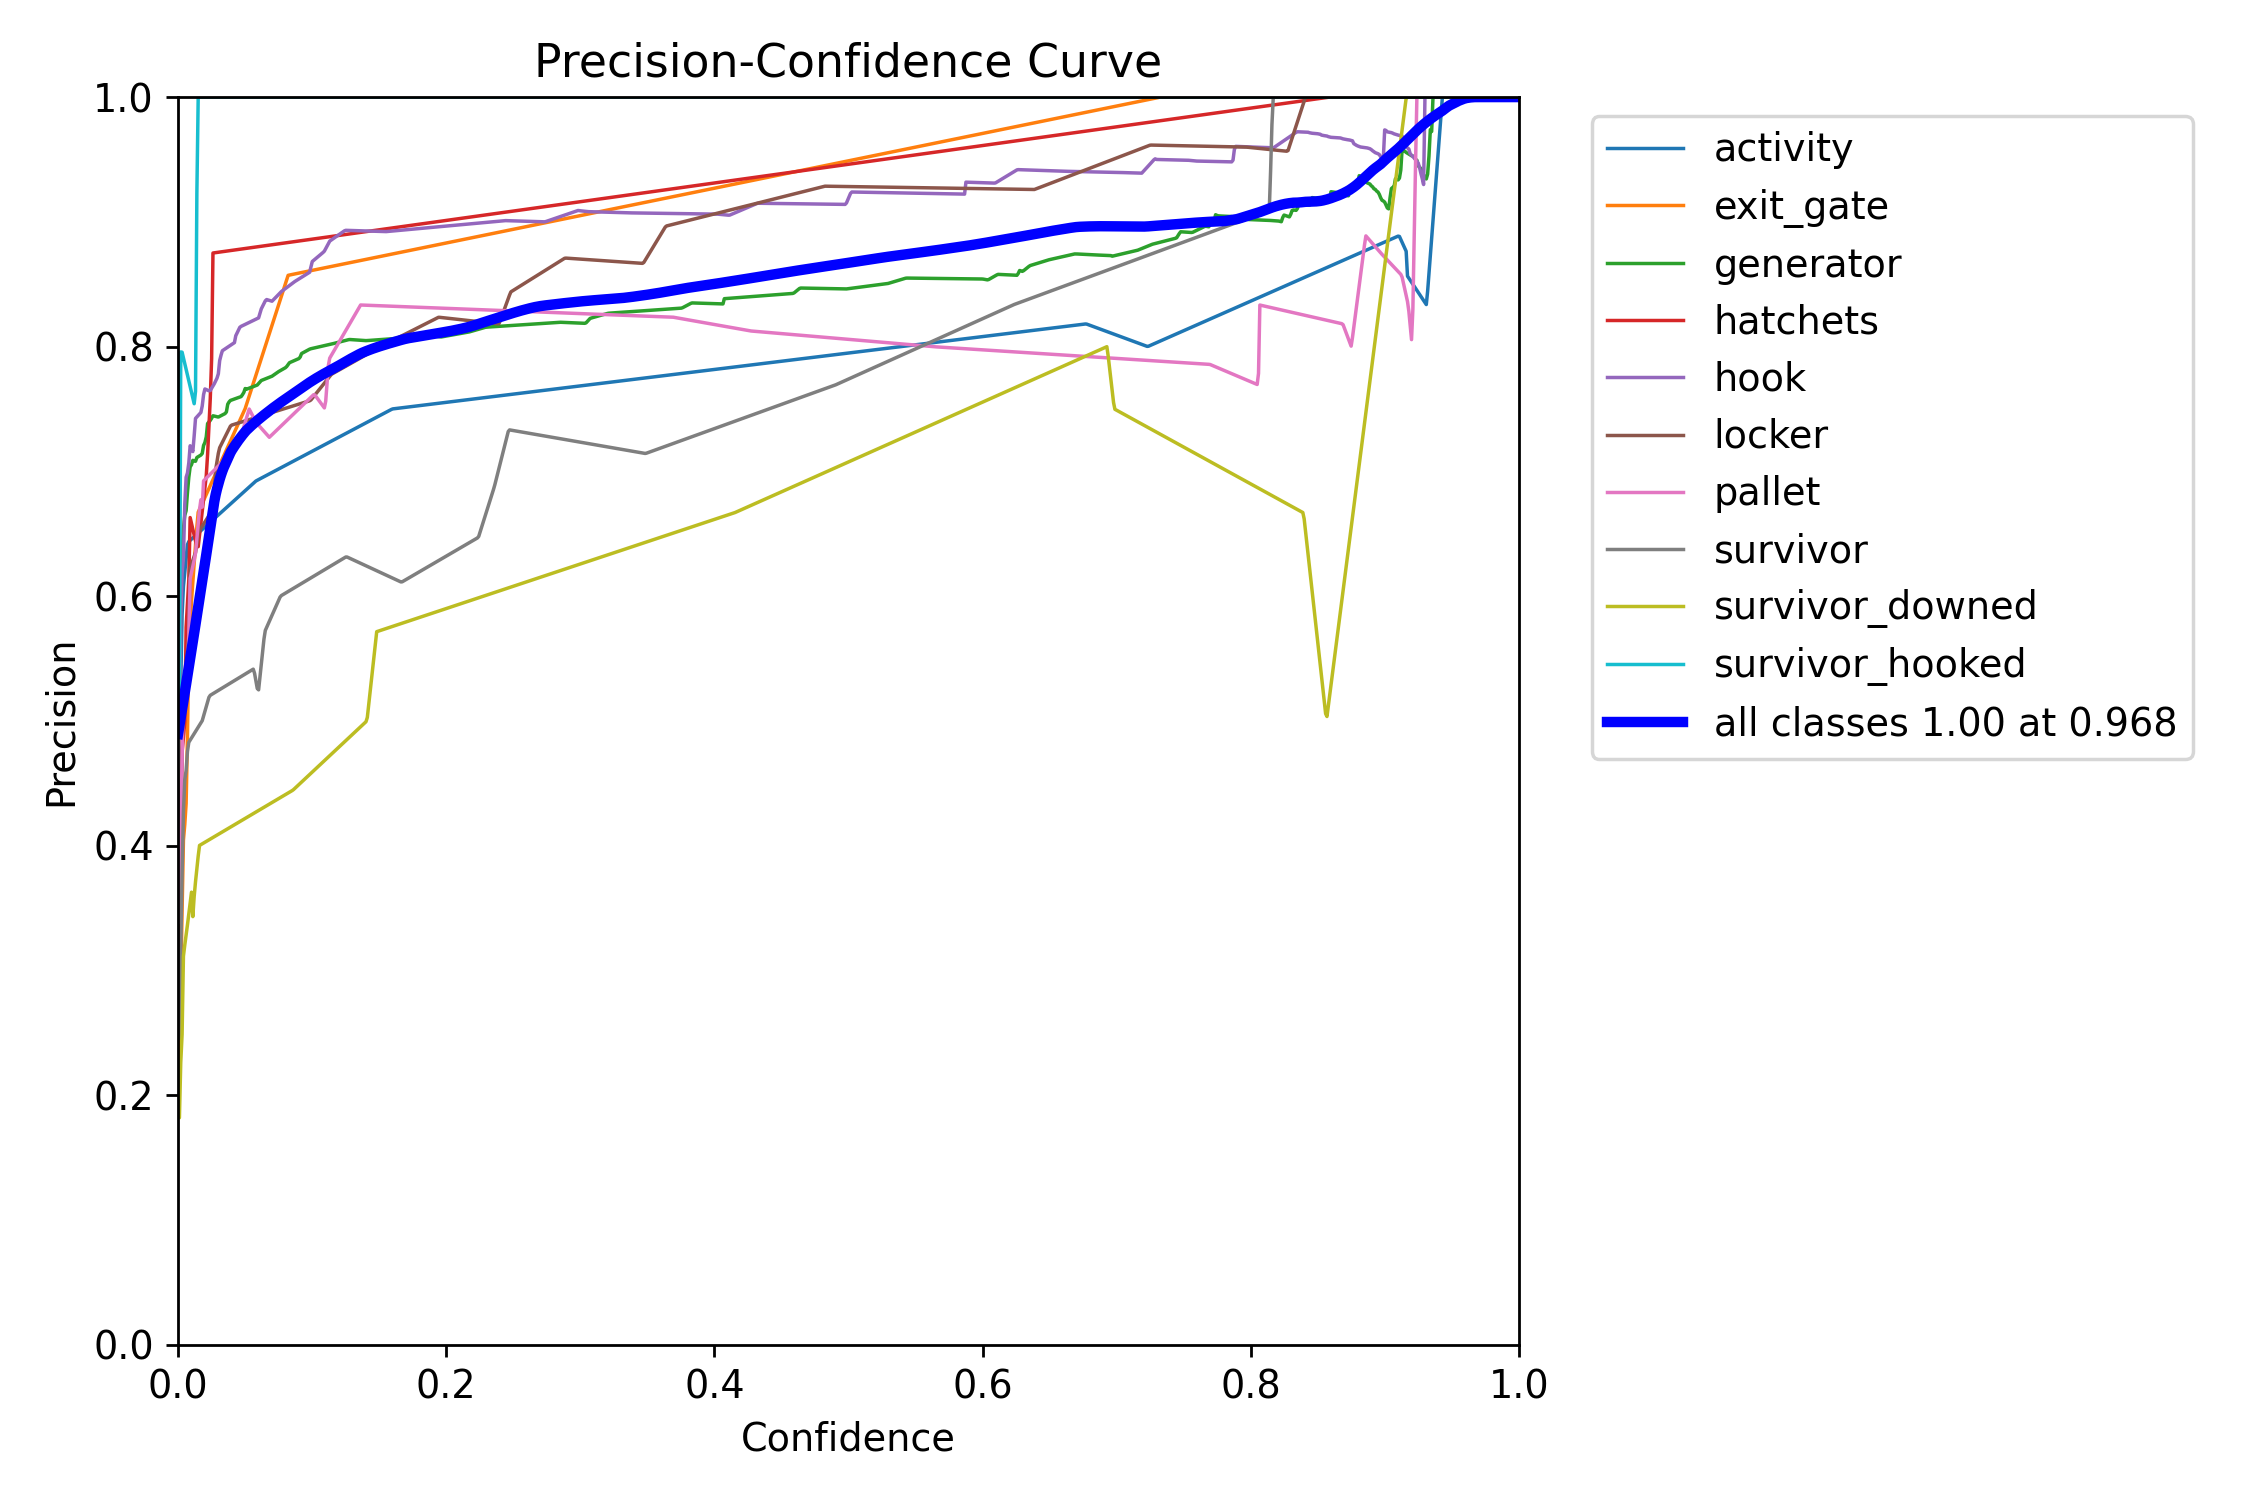 Precision-Confidence Curve
1.0
0.8
0.6
0.4
0.2
0.0
Precision
0.0 0.2 0.4 0.6 0.8 1.0
Confidence
activity
exit_gate
generator
hatchets
hook
locker
pallet
survivor
survivor_downed
survivor_hooked
all classes 1.00 at 0.968